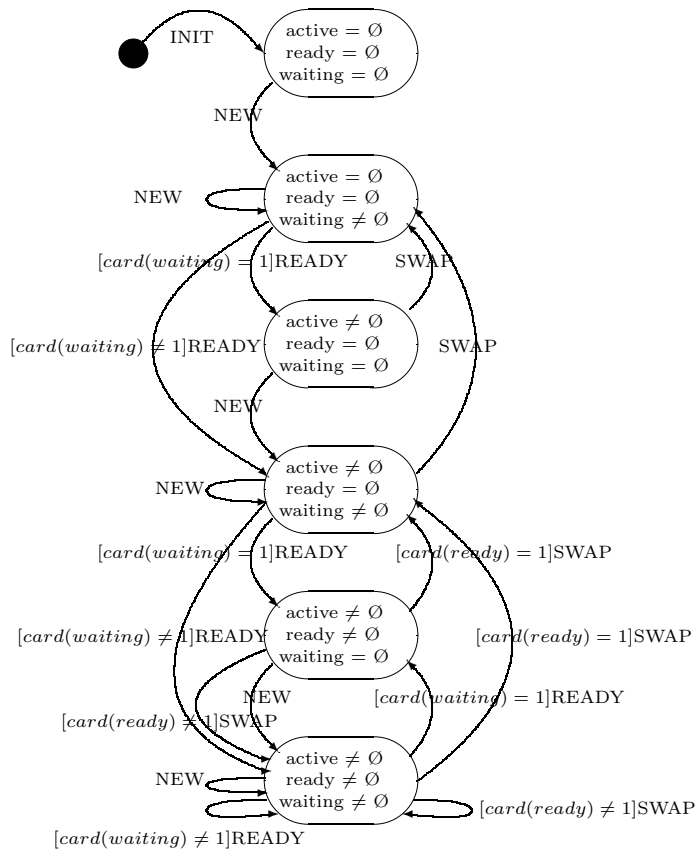 INIT
active = Ø
ready = Ø
waiting = Ø
NEW
active = Ø
ready = Ø
waiting ≠ Ø
NEW
[card(waiting) = 1]READY
SWAP
active ≠ Ø
ready = Ø
waiting = Ø
[card(waiting) ≠ 1]READY
SWAP
NEW
active ≠ Ø
ready = Ø
waiting ≠ Ø
NEW
[card(waiting) = 1]READY
[card(ready) = 1]SWAP
active ≠ Ø
ready ≠ Ø
waiting = Ø
[card(waiting) ≠ 1]READY
[card(ready) = 1]SWAP
NEW
[card(waiting) = 1]READY
[card(ready) ≠ 1]SWAP
active ≠ Ø
ready ≠ Ø
waiting ≠ Ø
NEW
[card(ready) ≠ 1]SWAP
[card(waiting) ≠ 1]READY